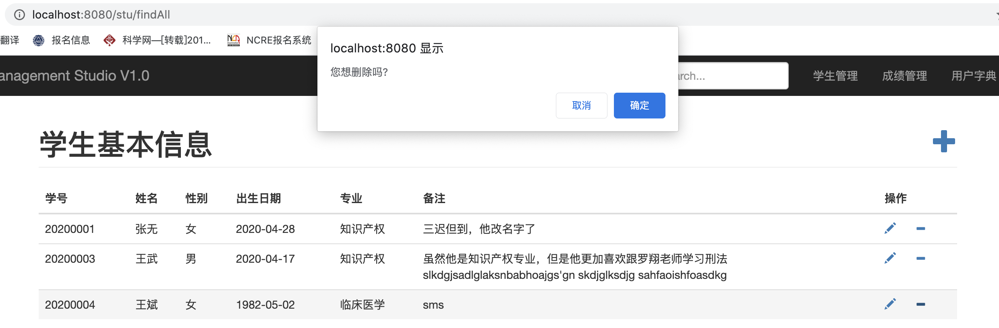 localhost:8080/stu/findAll
翻译 报名信息 科学网—[转载]201... NCRE报名系统
localhost:8080 显示
您想删除吗?
取消 确定
anagement Studio V1.0 arch... 学生管理 成绩管理 用户字典
学生基本信息
学号 姓名 性别 出生日期 专业 备注 操作
20200001 张无 女 2020-04-28 知识产权 三迟但到，他改名字了
20200003 王武 男 2020-04-17 知识产权 虽然他是知识产权专业，但是他更加喜欢跟罗翔老师学习刑法
slkdgjsadlglaksnbabhoajgs'gn skdjglksdjg sahfaoishfoasdkg
20200004 王斌 女 1982-05-02 临床医学 sms